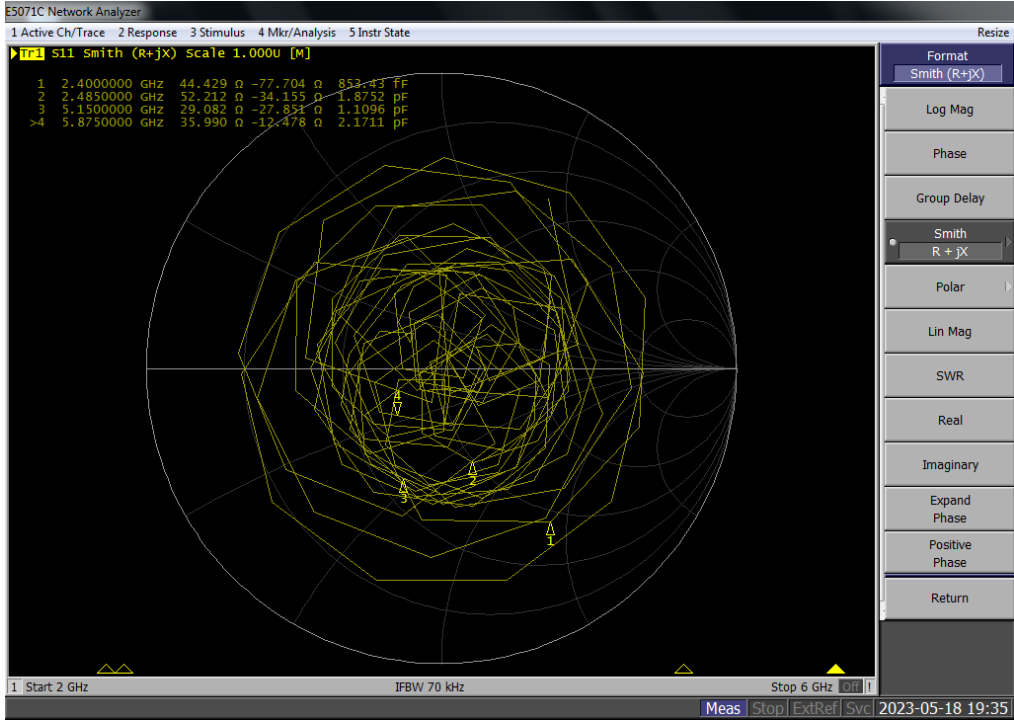 E5071C Network Analyzer
1 Active Ch/Trace 2 Response 3 Stimulus 4 Mkr/Analysis 5 Instr State Resize
Tr1 S11 Smith (R+jX) Scale 1.000U [M]
1 2.4000000 GHz 44.429 Ω -77.704 Ω 853.43 fF
2 2.4850000 GHz 52.212 Ω -34.155 Ω 1.8752 pF
3 5.1500000 GHz 29.082 Ω -27.851 Ω 1.1096 pF
>4 5.8750000 GHz 35.990 Ω -12.478 Ω 2.1711 pF
4
2
3
1
Format
Smith (R+jX)
Log Mag
Phase
Group Delay
Smith
R + jX
Polar
Lin Mag
SWR
Real
Imaginary
Expand
Phase
Positive
Phase
Return
1 Start 2 GHz IFBW 70 kHz Stop 6 GHz Off !
Meas Stop ExtRef Svc 2023-05-18 19:35